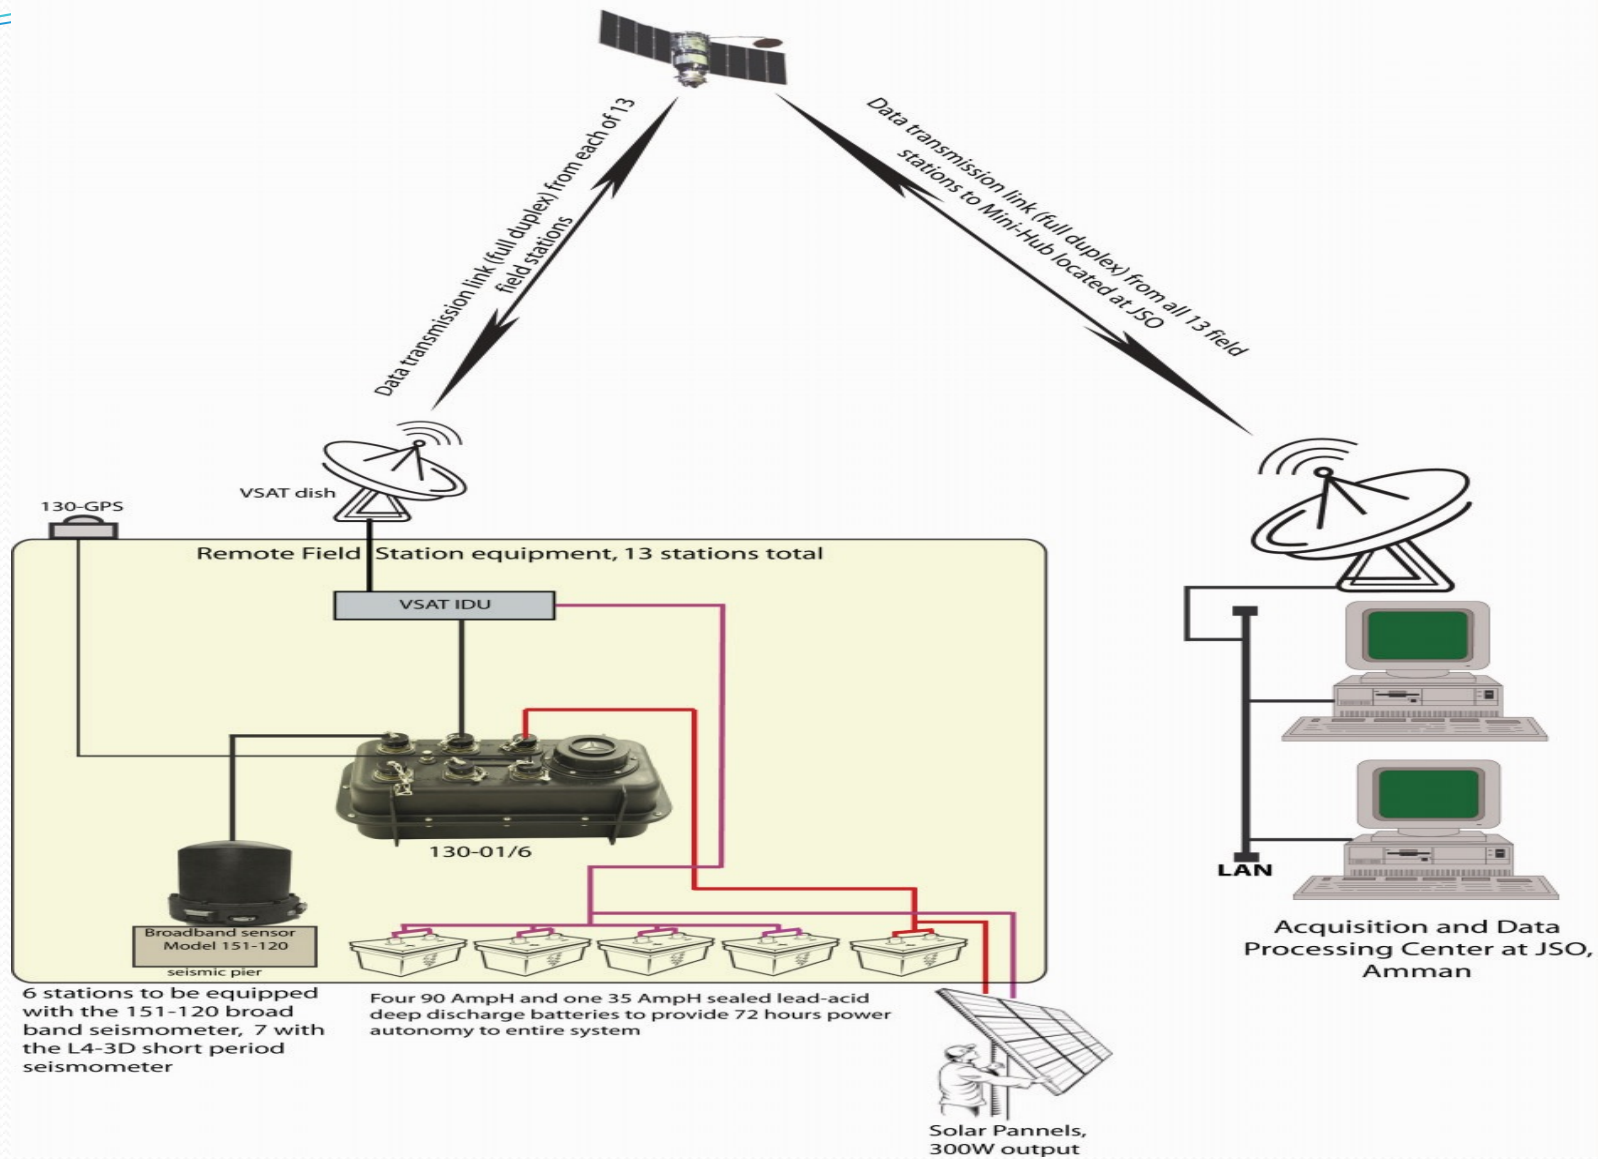 Data transmission link (full duplex) from each of 13
field stations
Data transmission link (full duplex) from all 13 field
stations to Mini-Hub located at JSO
VSAT dish
130-GPS
Remote Field Station equipment, 13 stations total
VSAT IDU
130-01/6
Broadband sensor
Model 151-120
seismic pier
6 stations to be equipped
with the 151-120 broad
band seismometer, 7 with
the L4-3D short period
seismometer
Four 90 AmpH and one 35 AmpH sealed lead-acid
deep discharge batteries to provide 72 hours power
autonomy to entire system
Solar Pannels,
300W output
LAN
Acquisition and Data
Processing Center at JSO,
Amman